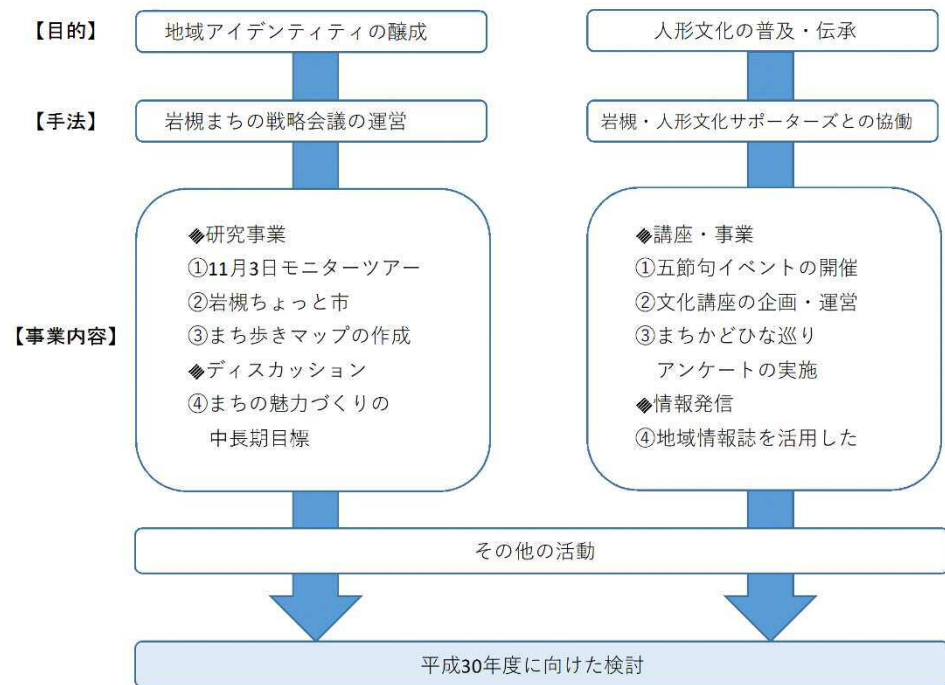 【目的】
地域アイデンティティの醸成
人形文化の普及・伝承
【手法】
岩槻まちの戦略会議の運営
岩槻・人形文化サポーターズとの協働
【事業内容】
◆研究事業
①11月3日モニターツアー
②岩槻ちょっと市
③まち歩きマップの作成
◆ディスカッション
④まちの魅力づくりの
中長期目標
◆講座・事業
①五節句イベントの開催
②文化講座の企画・運営
③まちかどひな巡り
アンケートの実施
◆情報発信
④地域情報誌を活用した
その他の活動
平成30年度に向けた検討